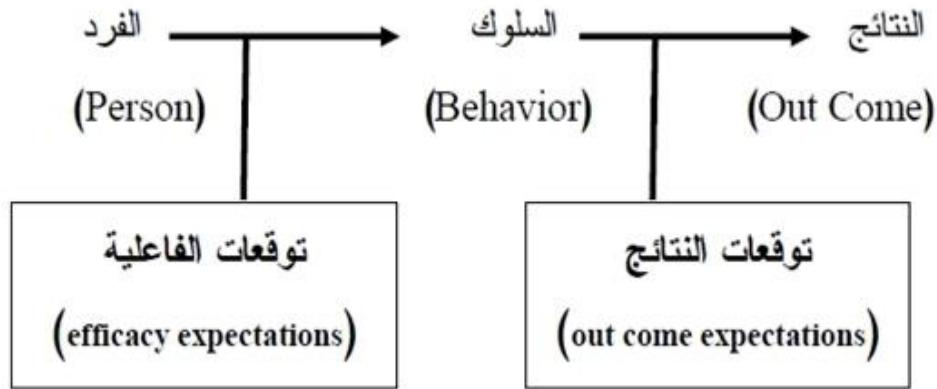 الفرد
(Person)
السلوك
(Behavior)
النتائج
(Out Come)
توقعات الفاعلية
(efficacy expectations)
توقعات النتائج
(out come expectations)